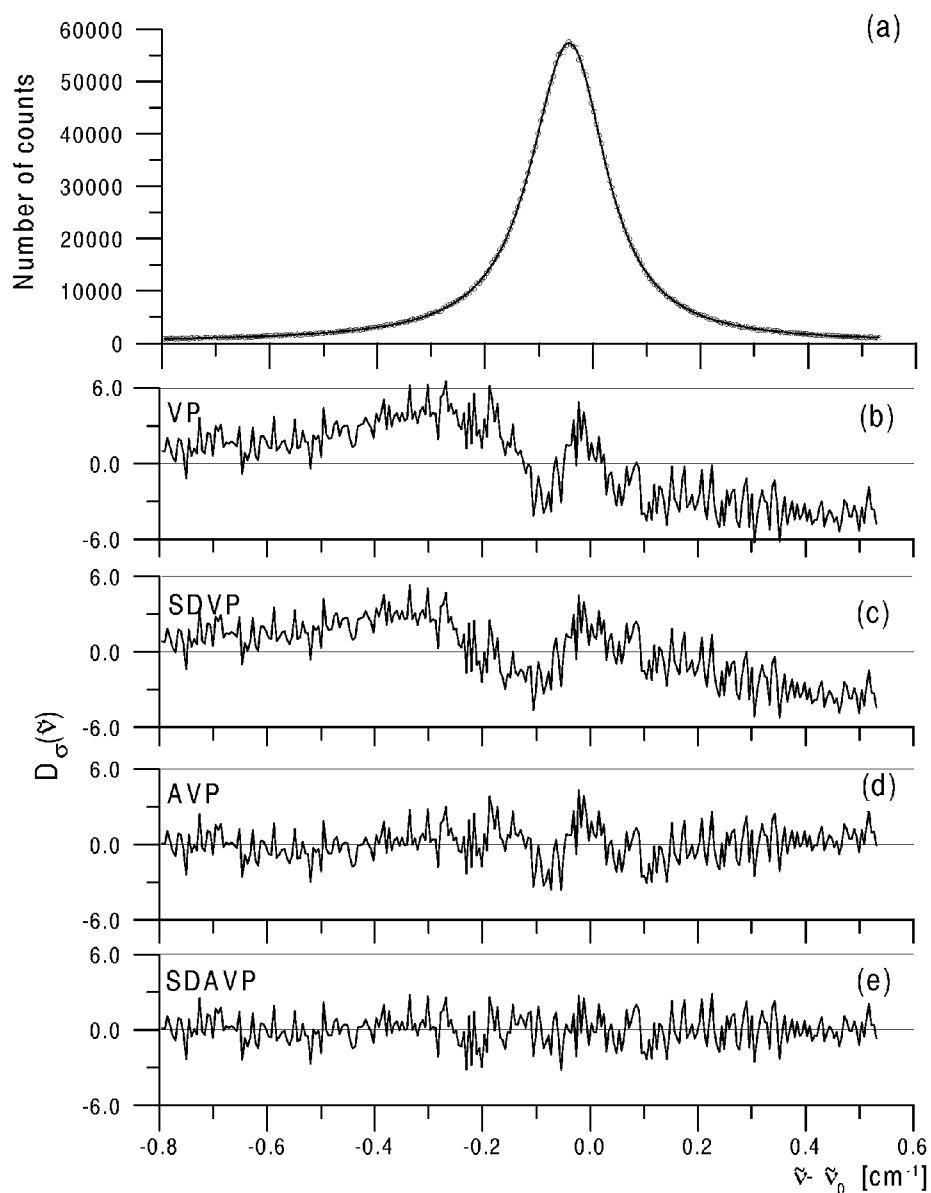 (a)
60000
50000
40000
30000
20000
10000
0
Number of counts
VP
(b)
6.0
0.0
-6.0
SDVP
(c)
6.0
0.0
-6.0
D_σ(ṽ)
AVP
(d)
6.0
0.0
-6.0
SDAVP
(e)
6.0
0.0
-6.0
-0.8 -0.6 -0.4 -0.2 0.0 0.2 0.4 0.6
ṽ- ṽ₀ [cm⁻¹]